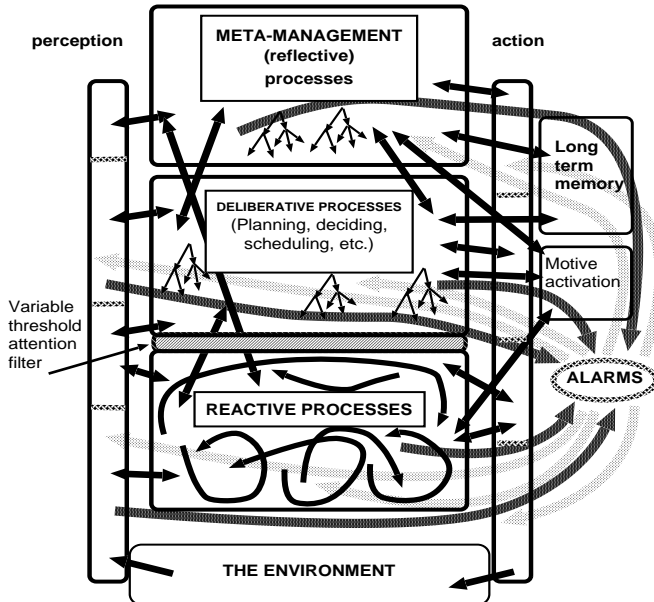 perception
META-MANAGEMENT
(reflective)
processes
action
Long
term
memory
DELIBERATIVE PROCESSES
(Planning, deciding,
scheduling, etc.)
Motive
activation
Variable
threshold
attention
filter
ALARMS
REACTIVE PROCESSES
THE ENVIRONMENT